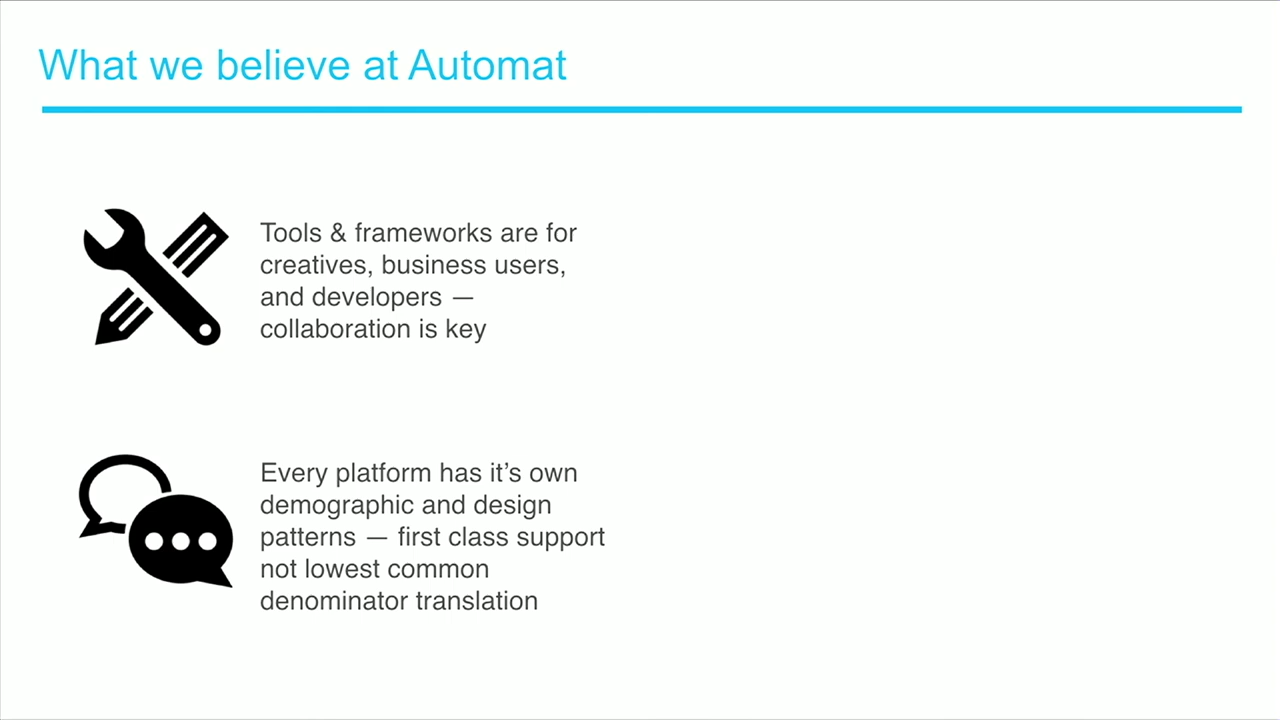 What we believe at Automat
Tools & frameworks are for
creatives, business users,
and developers —
collaboration is key
Every platform has it’s own
demographic and design
patterns — first class support
not lowest common
denominator translation